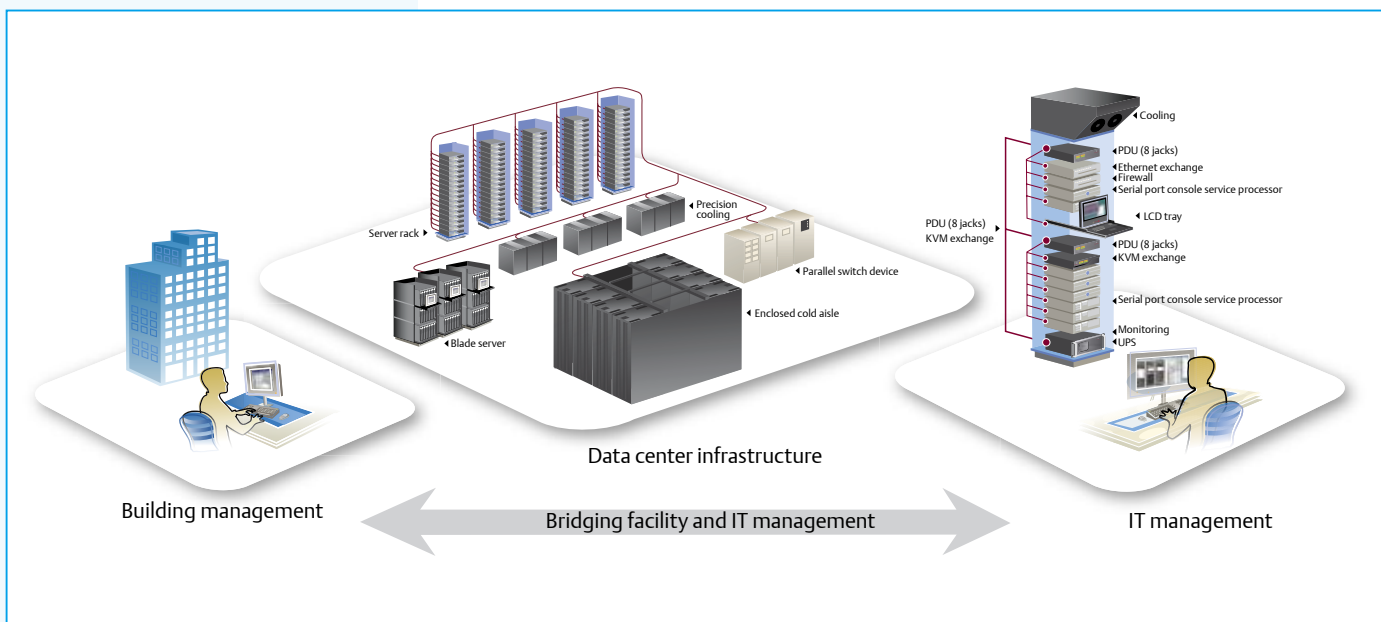 Server rack
Precision
cooling
Parallel switch device
Enclosed cold aisle
Blade server
Cooling
PDU (8 jacks)
Ethernet exchange
Firewall
Serial port console service processor
LCD tray
PDU (8 jacks)
KVM exchange
PDU (8 jacks)
KVM exchange
Serial port console service processor
Monitoring
UPS
Data center infrastructure
Building management
Bridging facility and IT management
IT management